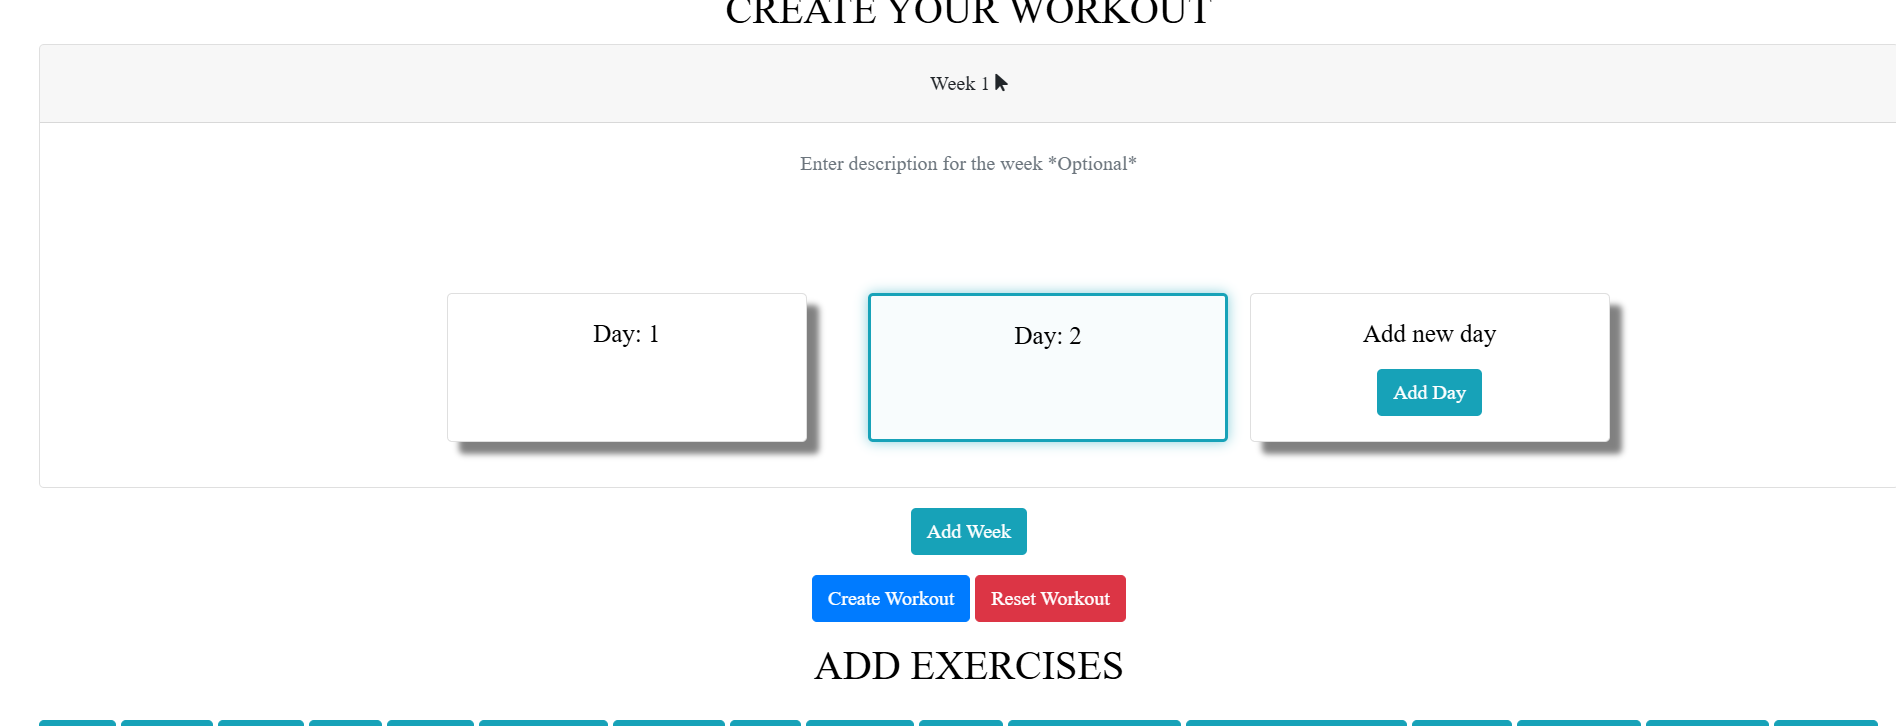 CREATE YOUR WORKOUT
Week 1
Enter description for the week *Optional*
Day: 1
Day: 2
Add new day
Add Day
Add Week
Create Workout
Reset Workout
ADD EXERCISES